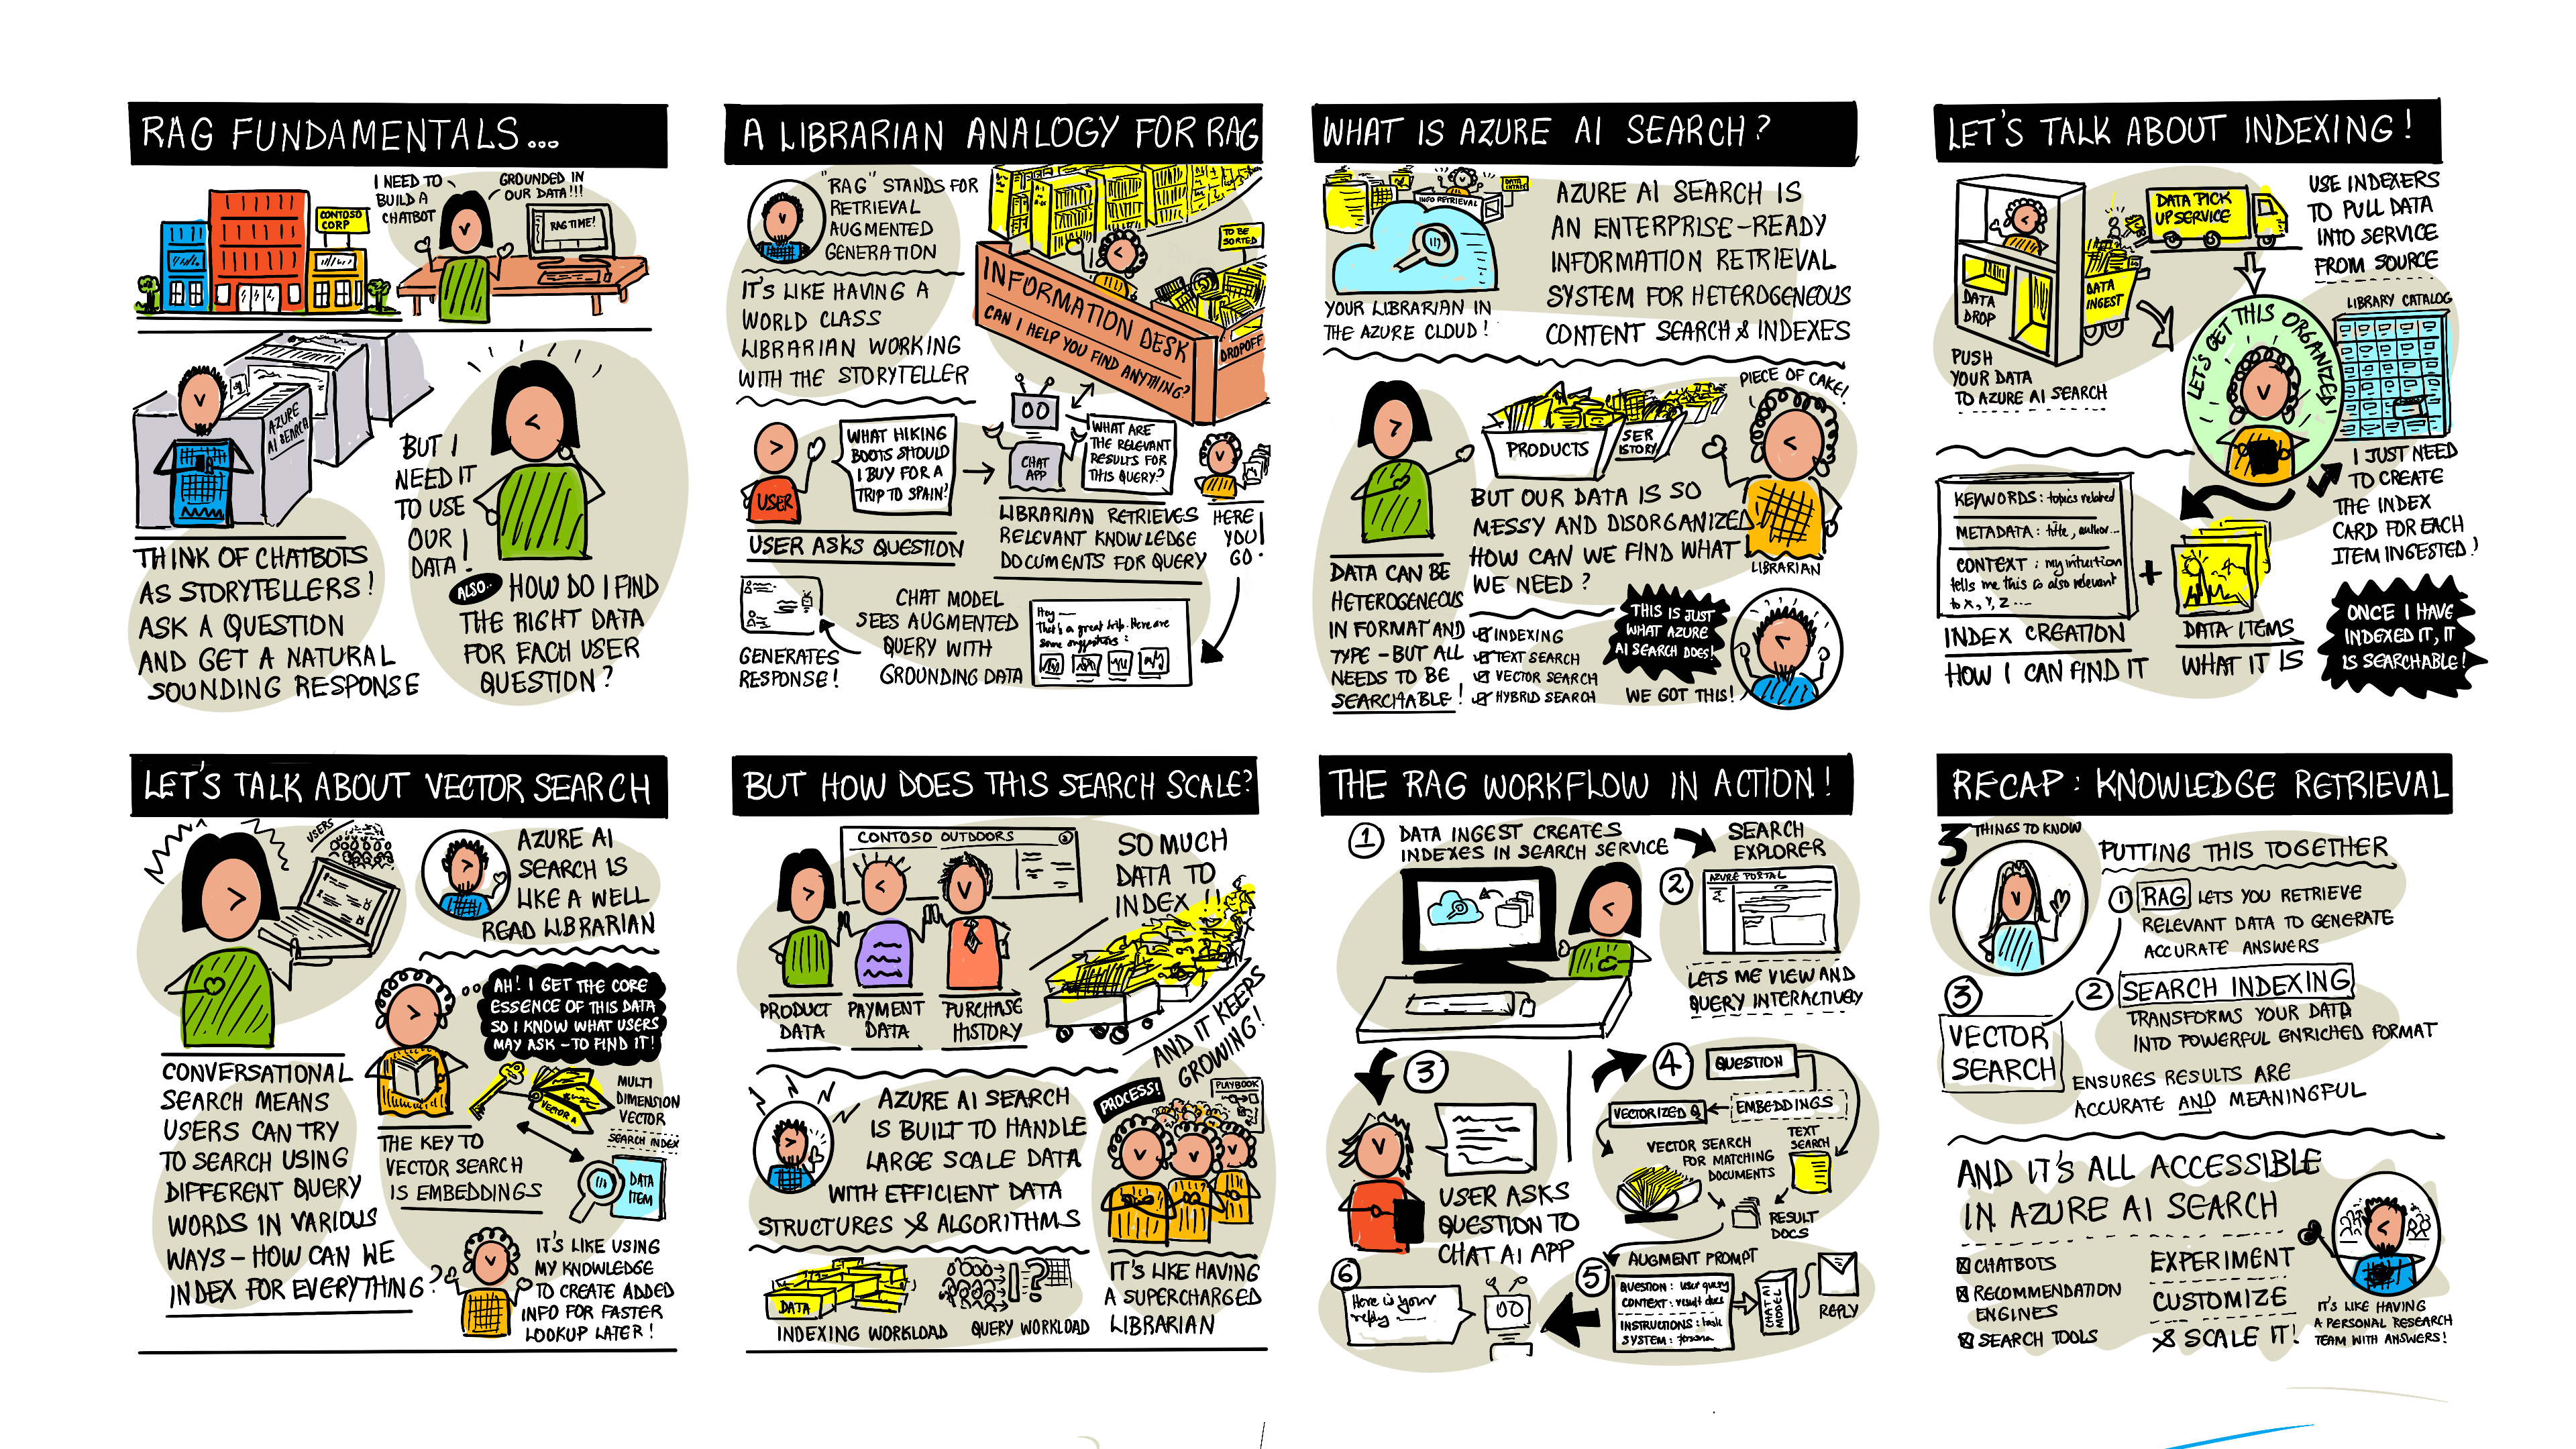 RAG FUNDAMENTALS...
I NEED TO
BUILD A
CHATBOT
GROUNDED IN
OUR DATA!!!
CONTOSO
CORP
RAG TIME!
AZURE
AI SEARCH
THINK OF CHATBOTS
AS STORYTELLERS!
ASK A QUESTION
AND GET A NATURAL
SOUNDING RESPONSE
BUT I
NEED IT
TO USE
OUR
DATA!
ALSO..
HOW DO I FIND
THE RIGHT DATA
FOR EACH USER
QUESTION?
A LIBRARIAN ANALOGY FOR RAG
"RAG" STANDS FOR
RETRIEVAL
AUGMENTED
GENERATION
IT'S LIKE HAVING A
WORLD CLASS
LIBRARIAN WORKING
WITH THE STORYTELLER
TO BE
SORTED
INFORMATION DESK
CAN I HELP YOU FIND ANYTHING?
DROPOFF
USER
WHAT HIKING
BOOTS SHOULD
I BUY FOR A
TRIP TO SPAIN?
USER ASKS QUESTION
CHAT
APP
WHAT ARE
THE RELEVANT
RESULTS FOR
THIS QUERY?
LIBRARIAN RETRIEVES
RELEVANT KNOWLEDGE
DOCUMENTS FOR QUERY
HERE
YOU
GO!
GENERATES
RESPONSE!
CHAT MODEL
SEES AUGMENTED
QUERY WITH
GROUNDING DATA
Hey
That's a great trip. Here are
some suggestions:
WHAT IS AZURE AI SEARCH?
INFO RETRIEVAL
DATA
YOUR LIBRARIAN IN
THE AZURE CLOUD!
AZURE AI SEARCH IS
AN ENTERPRISE-READY
INFORMATION RETRIEVAL
SYSTEM FOR HETEROGENEOUS
CONTENT SEARCH & INDEXES
PRODUCTS
SER
ISTORY
PIECE OF CAKE!
BUT OUR DATA IS SO
MESSY AND DISORGANIZED
HOW CAN WE FIND WHAT
WE NEED?
LIBRARIAN
DATA CAN BE
HETEROGENEOUS
IN FORMAT AND
TYPE - BUT ALL
NEEDS TO BE
SEARCHABLE!
INDEXING
TEXT SEARCH
VECTOR SEARCH
HYBRID SEARCH
THIS IS JUST
WHAT AZURE
AI SEARCH DOES!
WE GOT THIS!
LET'S TALK ABOUT INDEXING!
DATA
DROP
DATA PICK
UP SERVICE
DATA
INGEST
USE INDEXERS
TO PULL DATA
INTO SERVICE
FROM SOURCE
PUSH
YOUR DATA
TO AZURE AI SEARCH
LET'S GET THIS ORGANIZED!
LIBRARY CATALOG
KEYWORDS: topics related
METADATA: title, author...
CONTEXT: my intuition
tells me this is also relevant
to X, Y, Z ....
+
INDEX CREATION
HOW I CAN FIND IT
DATA ITEMS
WHAT IT IS
I JUST NEED
TO CREATE
THE INDEX
CARD FOR EACH
ITEM INGESTED!
ONCE I HAVE
INDEXED IT, IT
IS SEARCHABLE!
LET'S TALK ABOUT VECTOR SEARCH
USERS
AZURE AI
SEARCH IS
LIKE A WELL
READ LIBRARIAN
CONVERSATIONAL
SEARCH MEANS
USERS CAN TRY
TO SEARCH USING
DIFFERENT QUERY
WORDS IN VARIOUS
WAYS - HOW CAN WE
INDEX FOR EVERYTHING?
AH! I GET THE CORE
ESSENCE OF THIS DATA
SO I KNOW WHAT USERS
MAY ASK - TO FIND IT!
VECTOR A
MULTI
DIMENSION
VECTOR
SEARCH INDEX
THE KEY TO
VECTOR SEARCH
IS EMBEDDINGS
DATA
ITEM
IT'S LIKE USING
MY KNOWLEDGE
TO CREATE ADDED
INFO FOR FASTER
LOOKUP LATER!
BUT HOW DOES THIS SEARCH SCALE?
CONTOSO OUTDOORS
PRODUCT
DATA
PAYMENT
DATA
PURCHASE
HISTORY
SO MUCH
DATA TO
INDEX!!
AND IT KEEPS
GROWING!
AZURE AI SEARCH
IS BUILT TO HANDLE
LARGE SCALE DATA
WITH EFFICIENT DATA
STRUCTURES & ALGORITHMS
PROCESS!
PLAYBOOK
DATA
INDEXING WORKLOAD
QUERY WORKLOAD
IT'S LIKE HAVING
A SUPERCHARGED
LIBRARIAN
THE RAG WORKFLOW IN ACTION!
1
DATA INGEST CREATES
INDEXES IN SEARCH SERVICE
SEARCH
EXPLORER
2
AZURE PORTAL
LETS ME VIEW AND
QUERY INTERACTIVELY
3
USER ASKS
QUESTION TO
CHAT AI APP
4
QUESTION
VECTORIZED Q
EMBEDDINGS
VECTOR SEARCH
FOR MATCHING
DOCUMENTS
TEXT
SEARCH
RESULT
DOCS
AUGMENT PROMPT
5
QUESTION: user query
CONTEXT: result docs
INSTRUCTIONS: task
SYSTEM: persona
CHAT
MODEL
REPLY
6
Here is your
reply
RECAP: KNOWLEDGE RETRIEVAL
3 THINGS TO KNOW
PUTTING THIS TOGETHER
1 RAG LETS YOU RETRIEVE
RELEVANT DATA TO GENERATE
ACCURATE ANSWERS
2 SEARCH INDEXING
TRANSFORMS YOUR DATA
INTO POWERFUL ENRICHED FORMAT
3
VECTOR
SEARCH
ENSURES RESULTS ARE
ACCURATE AND MEANINGFUL
AND IT'S ALL ACCESSIBLE
IN AZURE AI SEARCH
CHATBOTS
RECOMMENDATION
ENGINES
SEARCH TOOLS
EXPERIMENT
CUSTOMIZE
& SCALE IT!
IT'S LIKE HAVING
A PERSONAL RESEARCH
TEAM WITH ANSWERS!